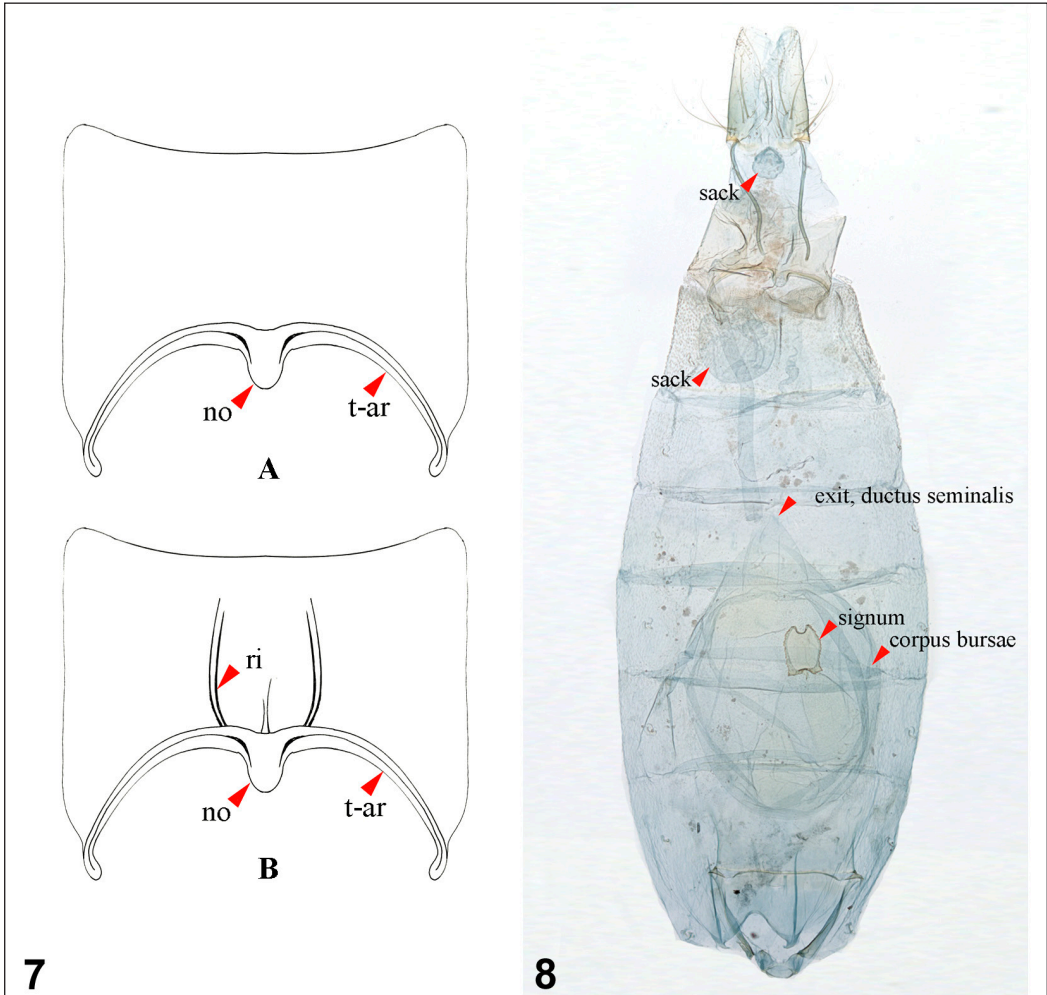 no
t-ar
A
ri
no
t-ar
B
7
sack
sack
exit, ductus seminalis
signum
corpus bursae
8